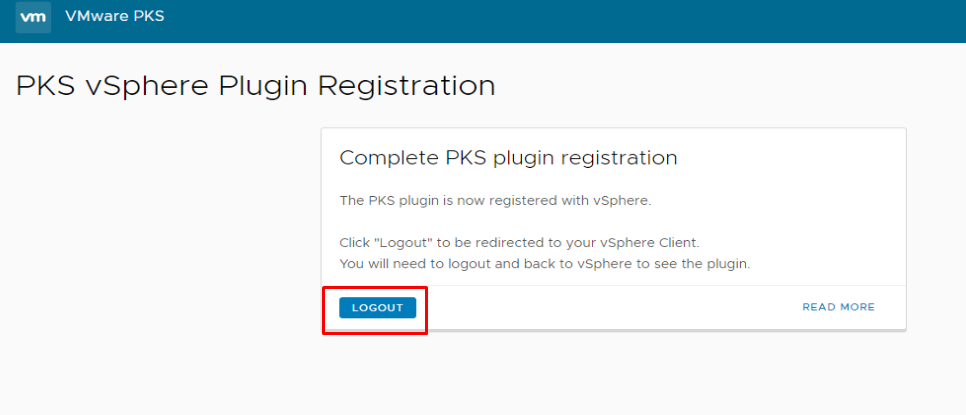 vm VMware PKS
PKS vSphere Plugin Registration
Complete PKS plugin registration
The PKS plugin is now registered with vSphere.
Click "Logout" to be redirected to your vSphere Client.
You will need to logout and back to vSphere to see the plugin.
LOGOUT READ MORE